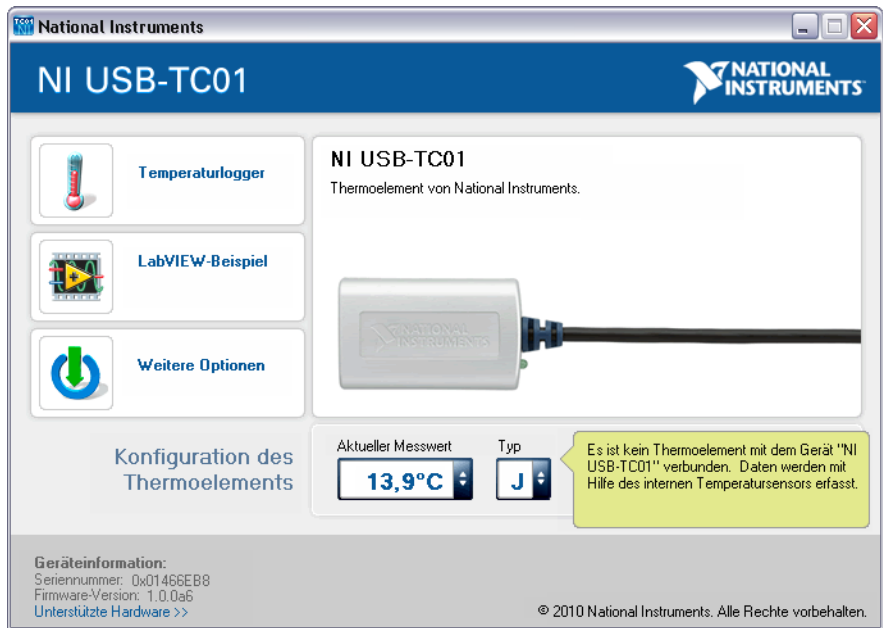 National Instruments
NI USB-TC01
NATIONAL
INSTRUMENTS
Temperaturlogger
LabVIEW-Beispiel
Weitere Optionen
NI USB-TC01
Thermoelement von National Instruments.
NATIONAL
INSTRUMENTS
Konfiguration des
Thermoelements
Aktueller Messwert
Typ
13,9°C
J
Es ist kein Thermoelement mit dem Gerät "NI
USB-TC01" verbunden. Daten werden mit
Hilfe des internen Temperatursensors erfasst.
Geräteinformation:
Seriennummer: 0x01466EB8
Firmware-Version: 1.0.0a6
Unterstützte Hardware >>
© 2010 National Instruments. Alle Rechte vorbehalten.